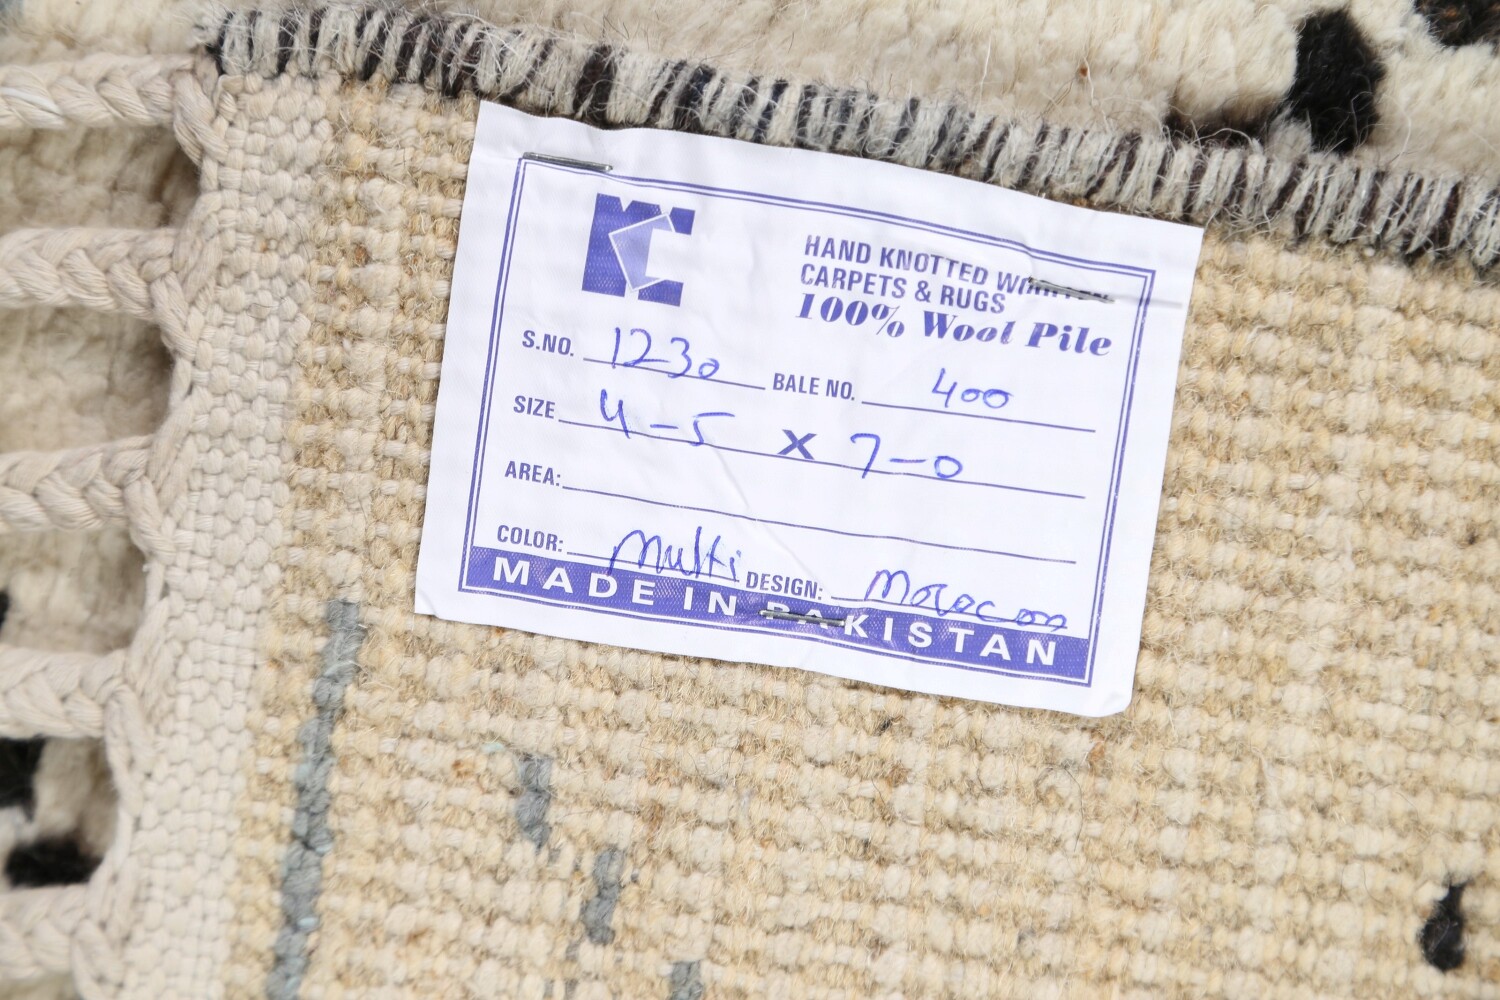 HAND KNOTTED WOOLLEN
CARPETS & RUGS
100% Wool Pile
S.NO. 1230 BALE NO. 400
SIZE 4-5 X 7-0
AREA:
COLOR: Multi DESIGN: Morocon
MADE IN PAKISTAN